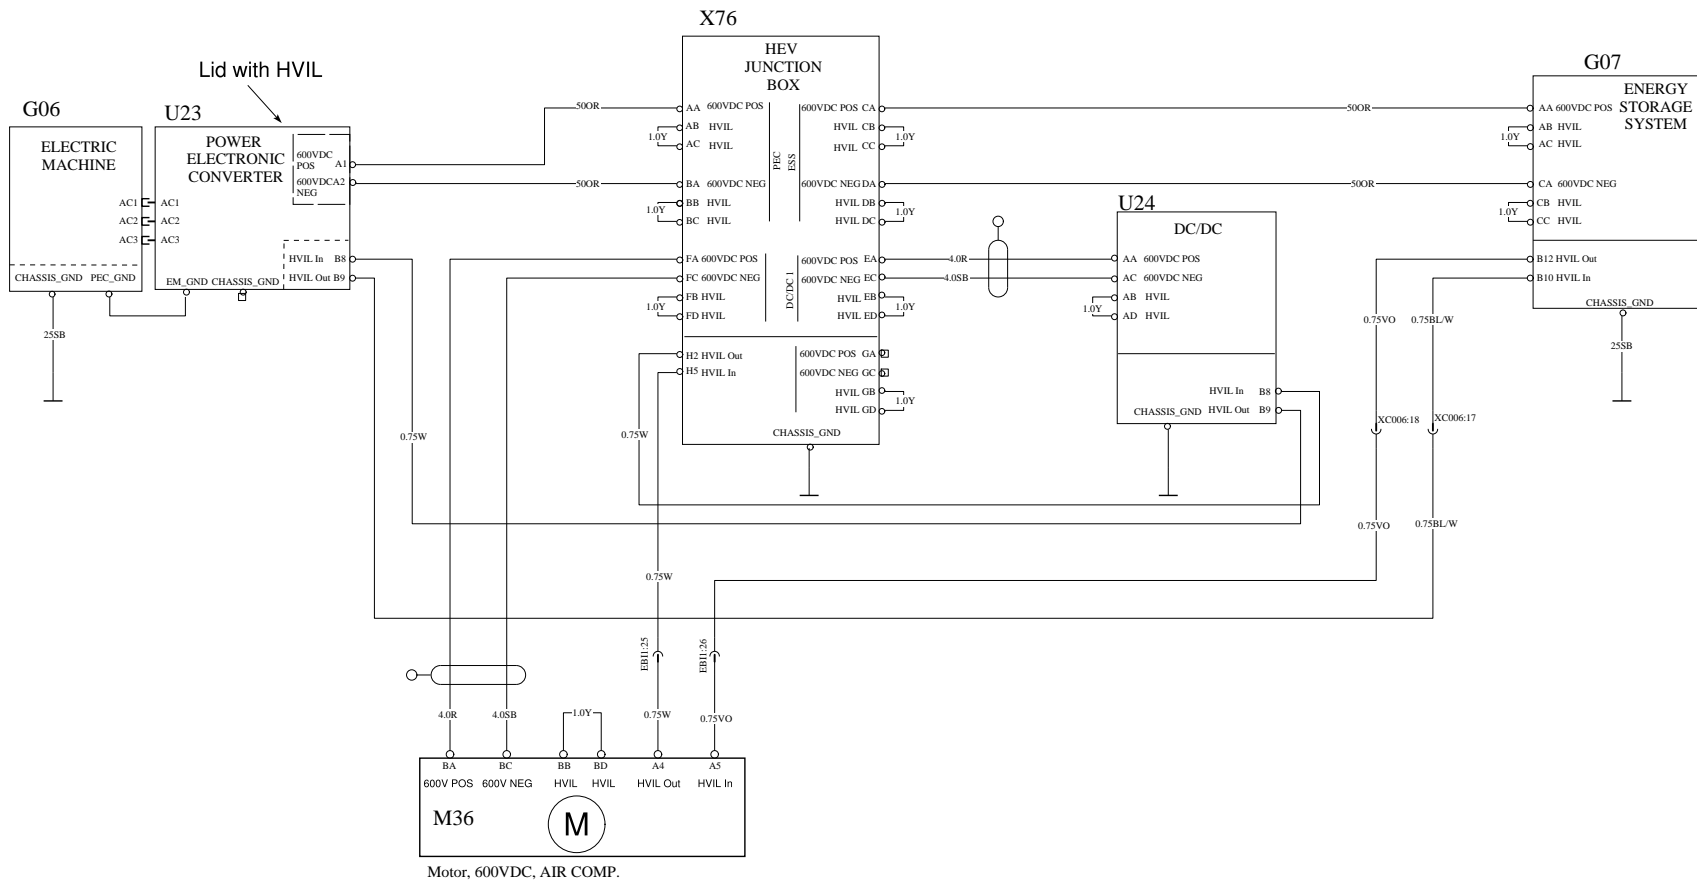 X76
HEV
JUNCTION
BOX
Lid with HVIL
G07
ENERGY
STORAGE
SYSTEM
G06
U23
ELECTRIC
MACHINE
POWER
ELECTRONIC
CONVERTER
600VDC
POS
A1
600VDC
NEG
A2
AC1
AC1
AC2
AC2
AC3
AC3
CHASSIS_GND
PEC_GND
EM_GND
CHASSIS_GND
HVIL In B8
HVIL Out B9
25SB
50OR
50OR
AA 600VDC POS
AB HVIL
AC HVIL
1.0Y
BA 600VDC NEG
BB HVIL
BC HVIL
1.0Y
FA 600VDC POS
FC 600VDC NEG
FB HVIL
FD HVIL
1.0Y
H2 HVIL Out
H5 HVIL In
PEC
ESS
DC/DC 1
600VDC POS CA
HVIL CB
HVIL CC
1.0Y
600VDC NEG DA
HVIL DB
HVIL DC
1.0Y
600VDC POS EA
600VDC NEG EC
HVIL EB
HVIL ED
1.0Y
600VDC POS GA
600VDC NEG GC
HVIL GB
HVIL GD
1.0Y
CHASSIS_GND
50OR
50OR
4.0R
4.0SB
U24
DC/DC
AA 600VDC POS
AC 600VDC NEG
AB HVIL
AD HVIL
1.0Y
HVIL In B8
HVIL Out B9
CHASSIS_GND
AA 600VDC POS
AB HVIL
AC HVIL
1.0Y
CA 600VDC NEG
CB HVIL
CC HVIL
1.0Y
B12 HVIL Out
B10 HVIL In
CHASSIS_GND
25SB
0.75VO
0.75BL/W
XC006:18
XC006:17
0.75VO
0.75BL/W
0.75W
0.75W
0.75W
EBI1:25
EBI1:26
4.0R
4.0SB
1.0Y
0.75W
0.75VO
BA
BC
BB
BD
A4
A5
600V POS
600V NEG
HVIL
HVIL
HVIL Out
HVIL In
M36
M
Motor, 600VDC, AIR COMP.